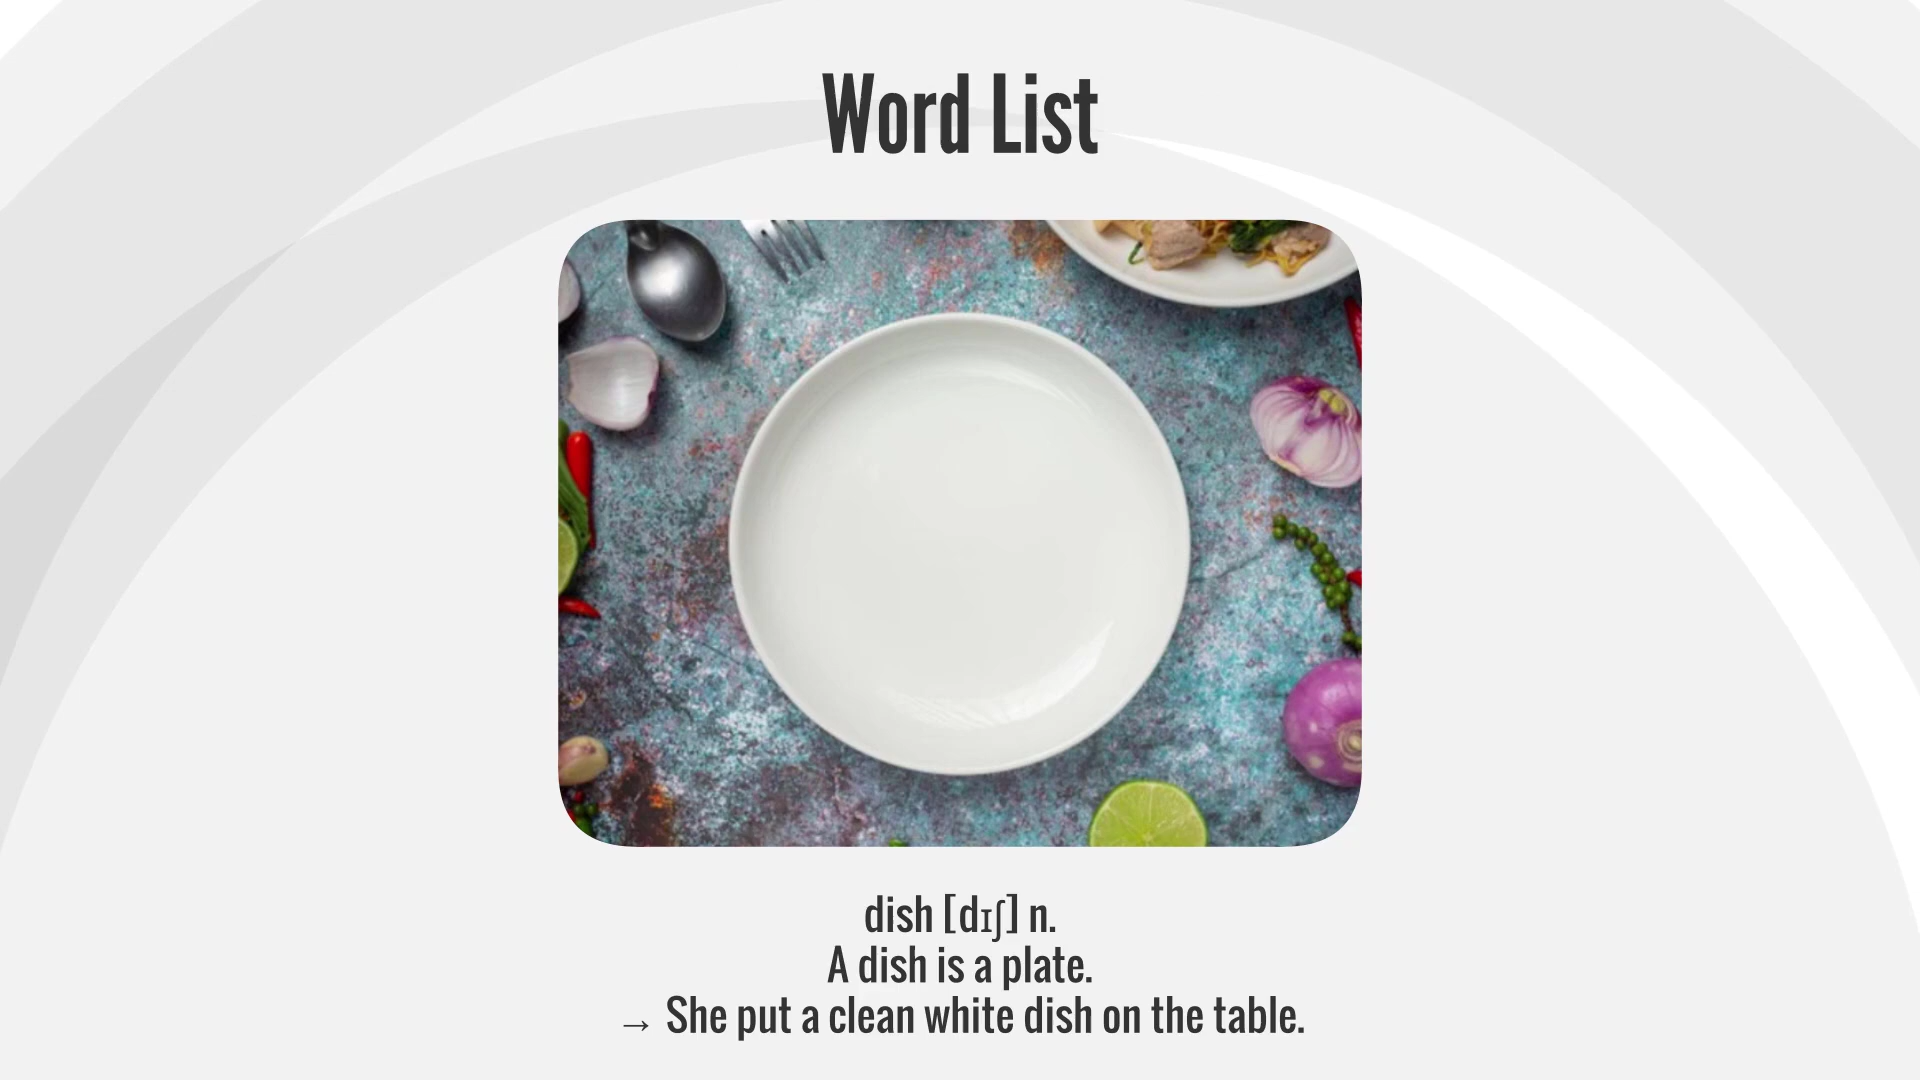 Word List
dish [dɪʃ] n.
A dish is a plate.
→ She put a clean white dish on the table.